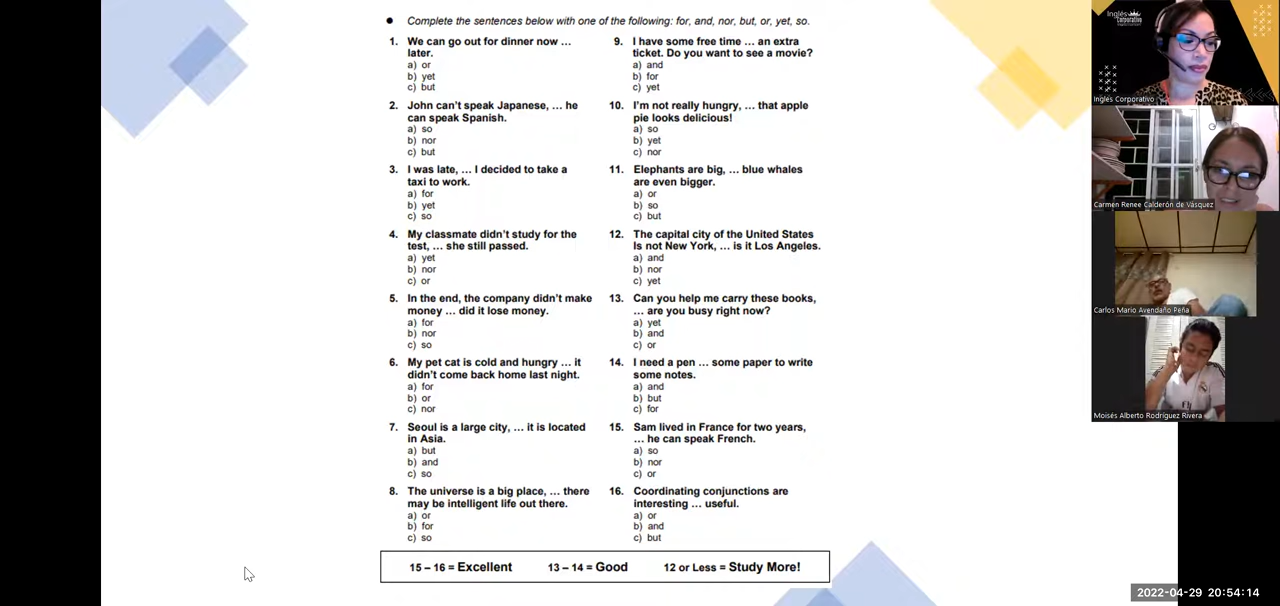 Complete the sentences below with one of the following: for, and, nor, but, or, yet, so.
1. We can go out for dinner now ...
later.
a) or
b) yet
c) but
2. John can't speak Japanese, ... he
can speak Spanish.
a) so
b) nor
c) but
3. I was late, ... I decided to take a
taxi to work.
a) for
b) yet
c) so
4. My classmate didn't study for the
test, ... she still passed.
a) yet
b) nor
c) or
5. In the end, the company didn't make
money ... did it lose money.
a) for
b) nor
c) so
6. My pet cat is cold and hungry ... it
didn't come back home last night.
a) for
b) or
c) nor
7. Seoul is a large city, ... it is located
in Asia.
a) but
b) and
c) so
8. The universe is a big place, ... there
may be intelligent life out there.
a) or
b) for
c) so
9. I have some free time ... an extra
ticket. Do you want to see a movie?
a) and
b) for
c) yet
10. I'm not really hungry, ... that apple
pie looks delicious!
a) so
b) yet
c) nor
11. Elephants are big, ... blue whales
are even bigger.
a) or
b) so
c) but
12. The capital city of the United States
Is not New York, ... is it Los Angeles.
a) and
b) nor
c) yet
13. Can you help me carry these books,
... are you busy right now?
a) yet
b) and
c) or
14. I need a pen ... some paper to write
some notes.
a) and
b) but
c) for
15. Sam lived in France for two years,
... he can speak French.
a) so
b) nor
c) or
16. Coordinating conjunctions are
interesting ... useful.
a) or
b) and
c) but
15 – 16 = Excellent 13 – 14 = Good 12 or Less = Study More!
Inglés
Corporativo
Inglés Corporativo
Carmen Renee Calderón de Vásquez
Carlos Mario Avendaño Peña
Moisés Alberto Rodríguez Rivera
2022-04-29 20:54:14